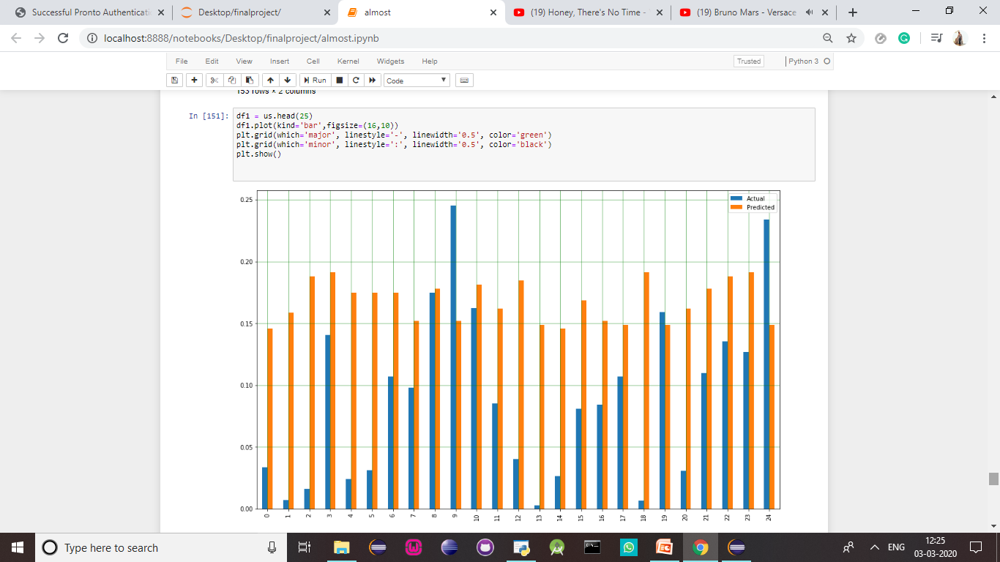 Successful Pronto Authenticati
Desktop/finalproject/
almost
(19) Honey, There's No Time -
(19) Bruno Mars - Versace
localhost:8888/notebooks/Desktop/finalproject/almost.ipynb
File Edit View Insert Cell Kernel Widgets Help
Trusted
Python 3
Run
Code
153 rows × 2 columns
In [151]:
df1 = us.head(25)
df1.plot(kind='bar',figsize=(16,10))
plt.grid(which='major', linestyle='-', linewidth='0.5', color='green')
plt.grid(which='minor', linestyle=':', linewidth='0.5', color='black')
plt.show()
Actual
Predicted
0.25
0.20
0.15
0.10
0.05
0.00
0 1 2 3 4 5 6 7 8 9 10 11 12 13 14 15 16 17 18 19 20 21 22 23 24
Type here to search
ENG
12:25
03-03-2020